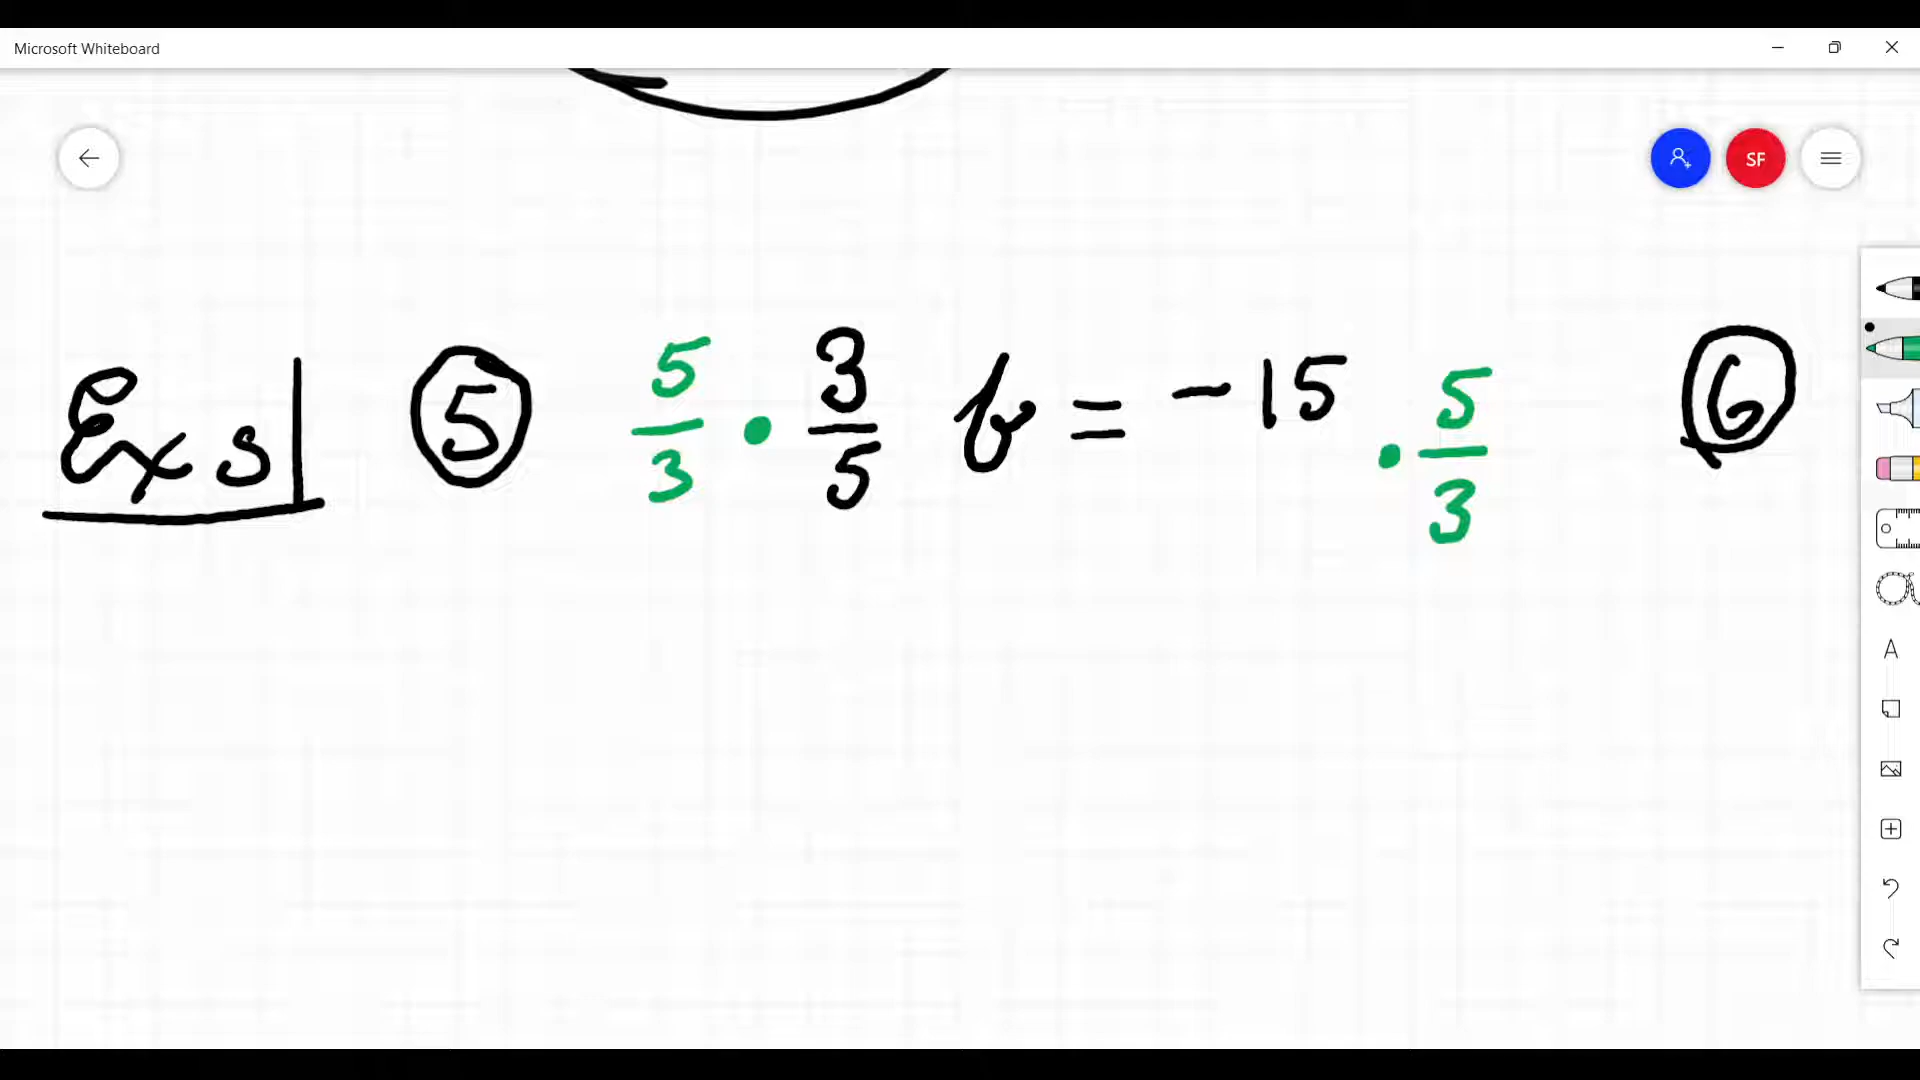 Microsoft Whiteboard
SF
Exs ⑤ 5/3 • 3/5 b = -15 • 5/3 ⑥
A